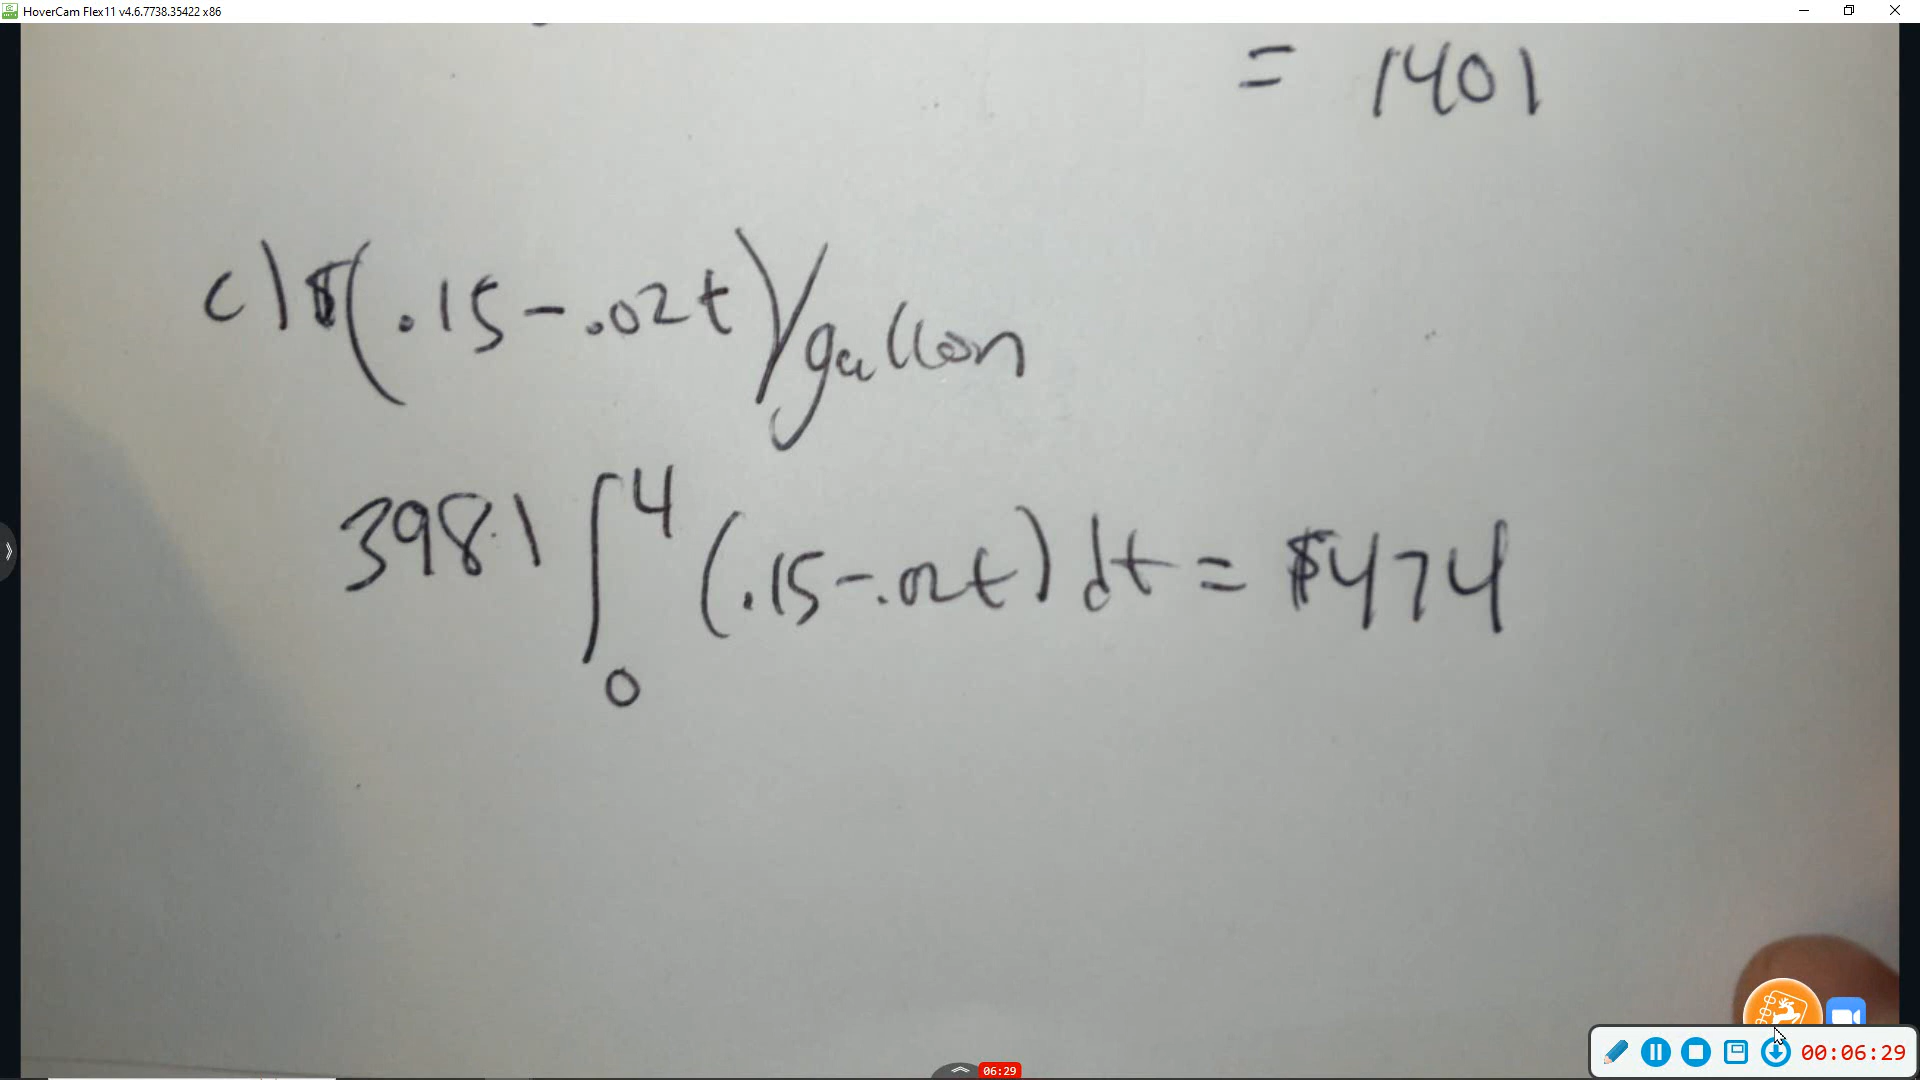 HoverCam Flex11 v4.6.7738.35422 x86
= 1401
c) $(.15 - .02t)/gallon
3981 ∫₀⁴ (.15 - .02t) dt = $474
06:29
00:06:29